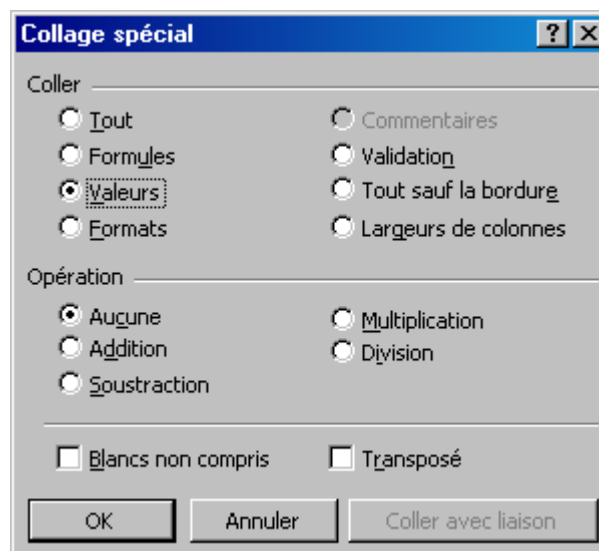 Collage spécial
Coller
Tout
Commentaires
Formules
Validation
Valeurs
Tout sauf la bordure
Formats
Largeurs de colonnes
Opération
Aucune
Multiplication
Addition
Division
Soustraction
Blancs non compris
Transposé
OK
Annuler
Coller avec liaison